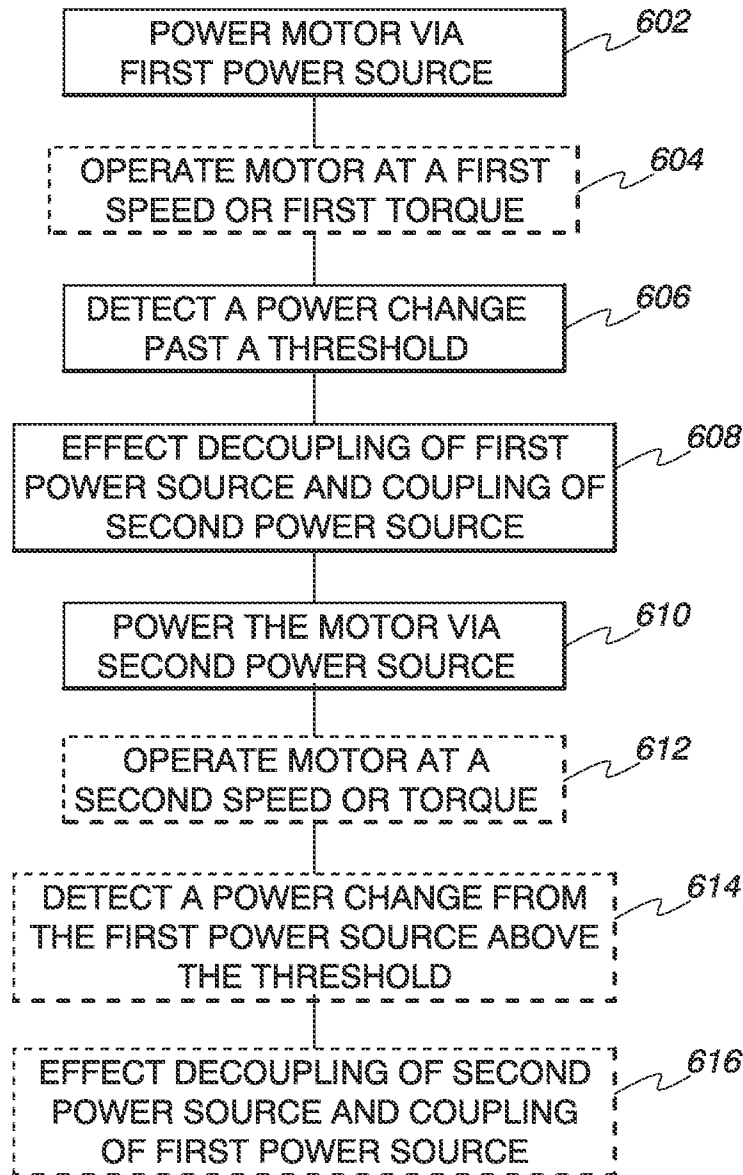 POWER MOTOR VIA
FIRST POWER SOURCE
602
OPERATE MOTOR AT A FIRST
SPEED OR FIRST TORQUE
604
DETECT A POWER CHANGE
PAST A THRESHOLD
606
EFFECT DECOUPLING OF FIRST
POWER SOURCE AND COUPLING OF
SECOND POWER SOURCE
608
POWER THE MOTOR VIA
SECOND POWER SOURCE
610
OPERATE MOTOR AT A
SECOND SPEED OR TORQUE
612
DETECT A POWER CHANGE FROM
THE FIRST POWER SOURCE ABOVE
THE THRESHOLD
614
EFFECT DECOUPLING OF SECOND
POWER SOURCE AND COUPLING
OF FIRST POWER SOURCE
616